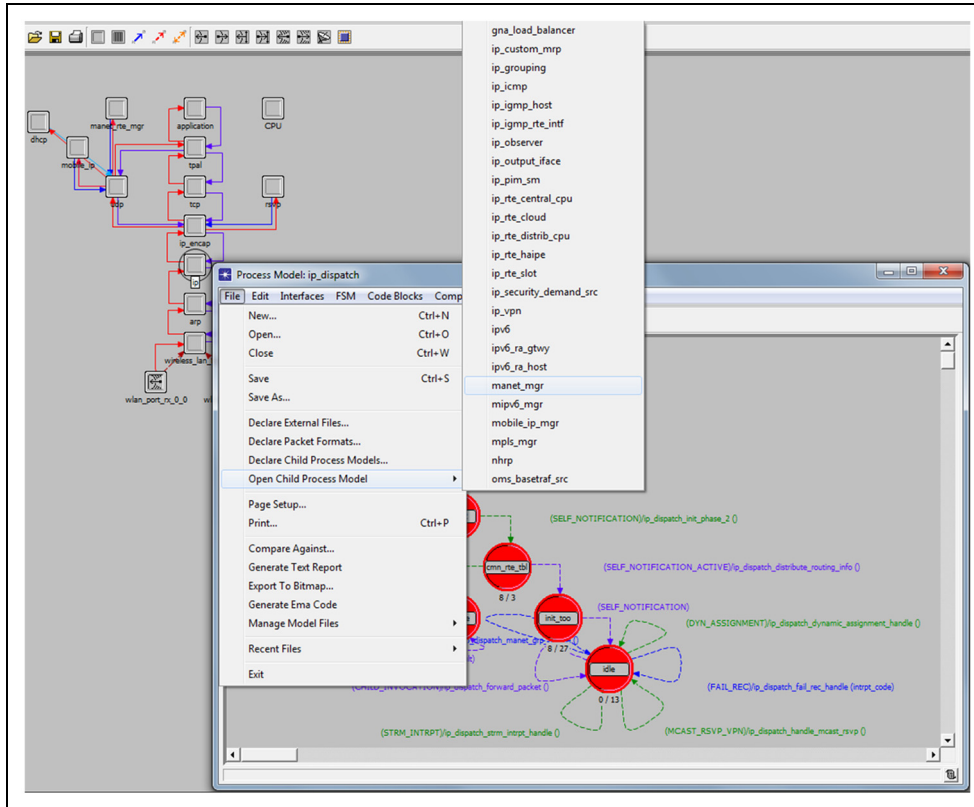 gna_load_balancer
ip_custom_mrp
ip_grouping
ip_icmp
ip_igmp_host
ip_igmp_rte_intf
ip_observer
ip_output_iface
ip_pim_sm
ip_rte_central_cpu
ip_rte_cloud
ip_rte_distrib_cpu
ip_rte_haipe
ip_rte_slot
ip_security_demand_src
ip_vpn
ipv6
ipv6_ra_gtwy
ipv6_ra_host
manet_mgr
mipv6_mgr
mobile_ip_mgr
mpls_mgr
nhrp
oms_basetraf_src
dhcp
manet_rte_mgr
application
CPU
mobile_ip
tpal
udp
tcp
rsvp
ip_encap
ip
arp
wireless_lan_
wlan_port_rx_0_0
Process Model: ip_dispatch
File Edit Interfaces FSM Code Blocks Comp
New... Ctrl+N
Open... Ctrl+O
Close Ctrl+W
Save Ctrl+S
Save As...
Declare External Files...
Declare Packet Formats...
Declare Child Process Models...
Open Child Process Model
Page Setup...
Print... Ctrl+P
Compare Against...
Generate Text Report
Export To Bitmap...
Generate Ema Code
Manage Model Files
Recent Files
Exit
(SELF_NOTIFICATION)/ip_dispatch_init_phase_2 ()
cmn_rte_tbl
8 / 3
(SELF_NOTIFICATION_ACTIVE)/ip_dispatch_distribute_routing_info ()
init_too
8 / 27
(SELF_NOTIFICATION)
(DYN_ASSIGNMENT)/ip_dispatch_dynamic_assignment_handle ()
idle
0 / 13
(FAIL_REC)/ip_dispatch_fail_rec_handle (intrpt_code)
(CHILD_INVOCATION)/ip_dispatch_forward_packet ()
(STRM_INTRPT)/ip_dispatch_strm_intrpt_handle ()
(MCAST_RSVP_VPN)/ip_dispatch_handle_mcast_rsvp ()